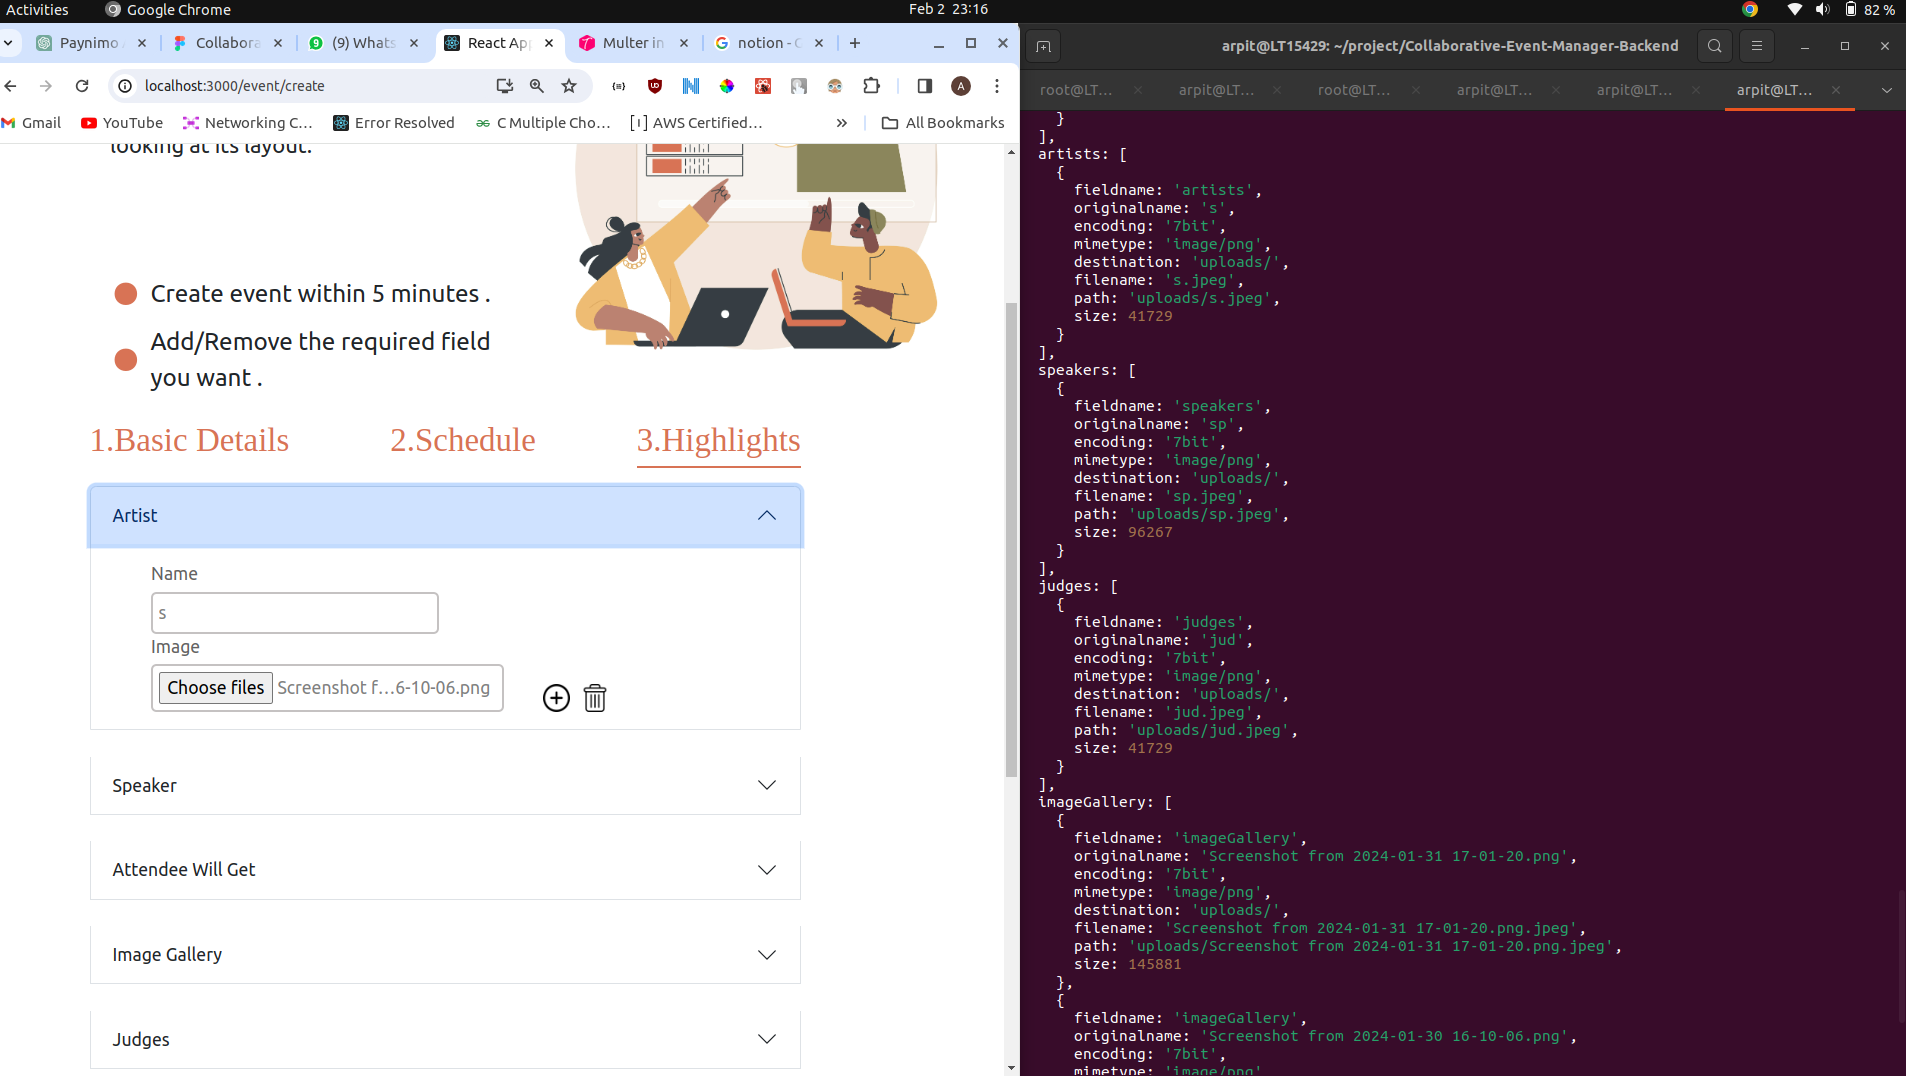 Activities
Google Chrome
Feb 2 23:16
82 %
Paynimo
Collabora
(9) Whats
React App
Multer in
notion -
localhost:3000/event/create
A
Gmail
YouTube
Networking C...
Error Resolved
C Multiple Cho...
AWS Certified...
All Bookmarks
looking at its layout.
Create event within 5 minutes .
Add/Remove the required field
you want .
1.Basic Details
2.Schedule
3.Highlights
Artist
Name
s
Image
Choose files
Screenshot f...6-10-06.png
Speaker
Attendee Will Get
Image Gallery
Judges
arpit@LT15429: ~/project/Collaborative-Event-Manager-Backend
root@LT...
arpit@LT...
root@LT...
arpit@LT...
arpit@LT...
arpit@LT...
}
],
artists: [
{
fieldname: 'artists',
originalname: 's',
encoding: '7bit',
mimetype: 'image/png',
destination: 'uploads/',
filename: 's.jpeg',
path: 'uploads/s.jpeg',
size: 41729
}
],
speakers: [
{
fieldname: 'speakers',
originalname: 'sp',
encoding: '7bit',
mimetype: 'image/png',
destination: 'uploads/',
filename: 'sp.jpeg',
path: 'uploads/sp.jpeg',
size: 96267
}
],
judges: [
{
fieldname: 'judges',
originalname: 'jud',
encoding: '7bit',
mimetype: 'image/png',
destination: 'uploads/',
filename: 'jud.jpeg',
path: 'uploads/jud.jpeg',
size: 41729
}
],
imageGallery: [
{
fieldname: 'imageGallery',
originalname: 'Screenshot from 2024-01-31 17-01-20.png',
encoding: '7bit',
mimetype: 'image/png',
destination: 'uploads/',
filename: 'Screenshot from 2024-01-31 17-01-20.png.jpeg',
path: 'uploads/Screenshot from 2024-01-31 17-01-20.png.jpeg',
size: 145881
},
{
fieldname: 'imageGallery',
originalname: 'Screenshot from 2024-01-30 16-10-06.png',
encoding: '7bit',
mimetype: 'image/png'